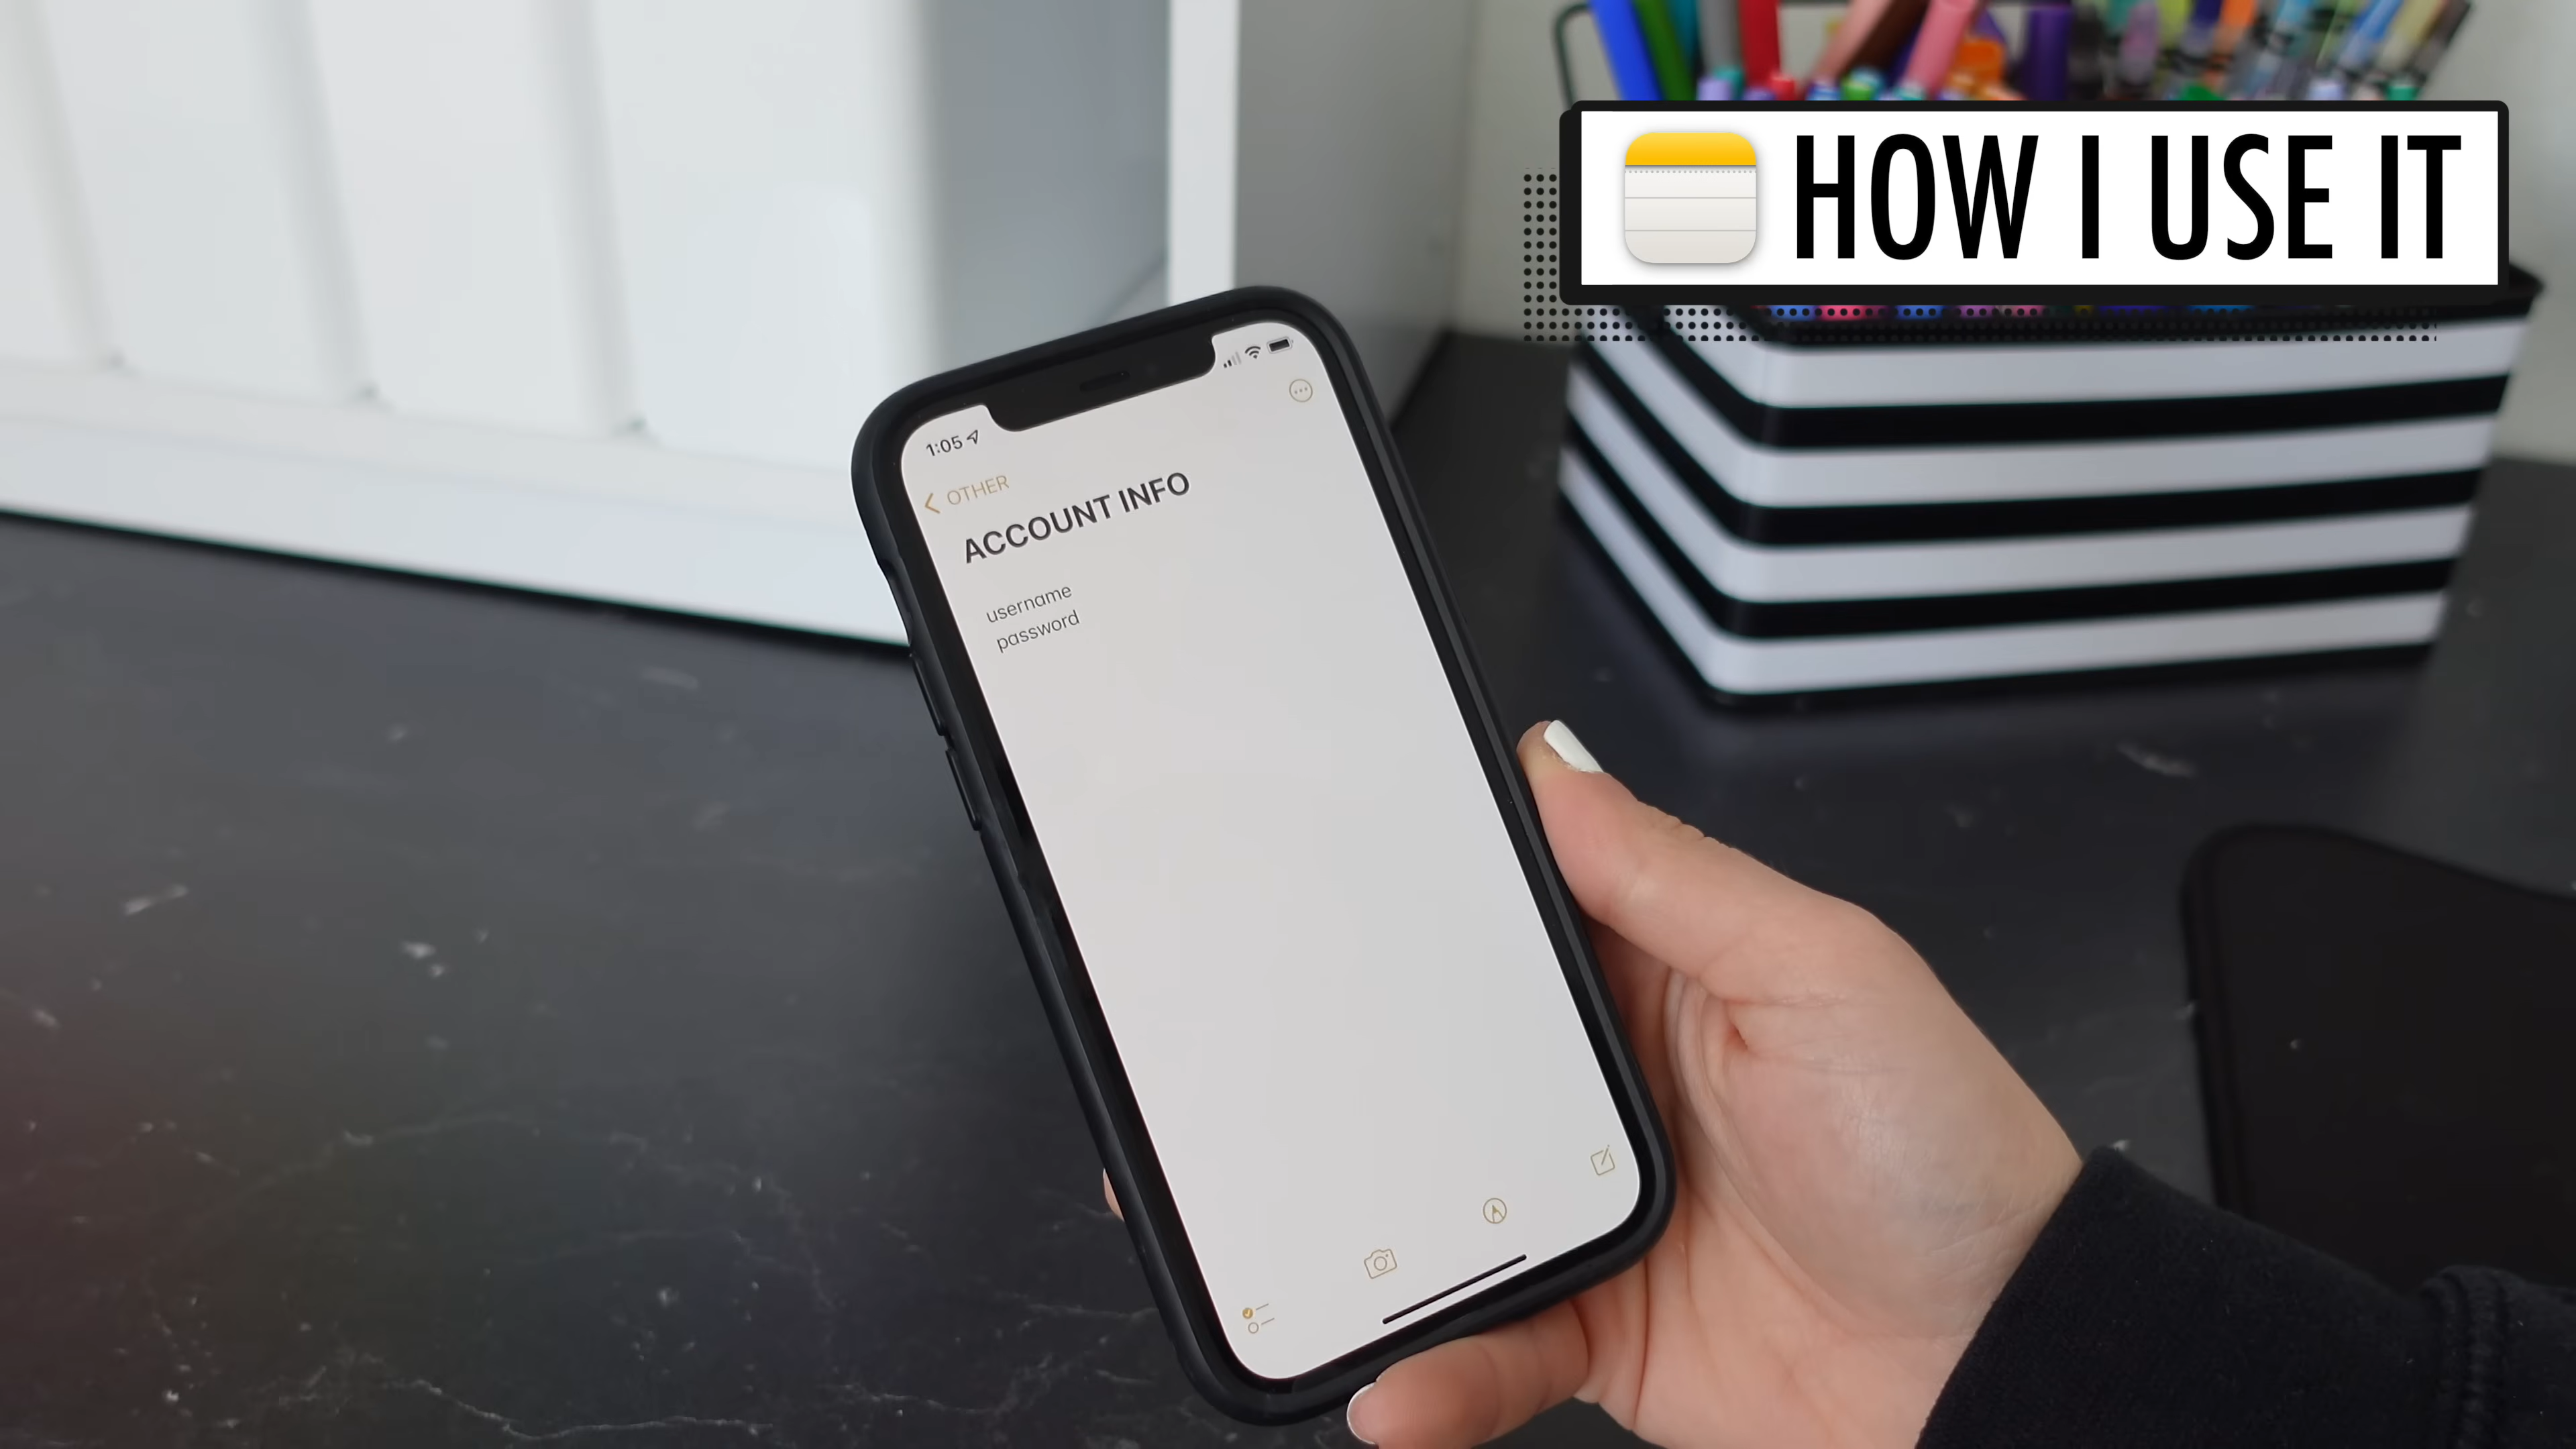 HOW I USE IT
1:05
OTHER
ACCOUNT INFO
username
password